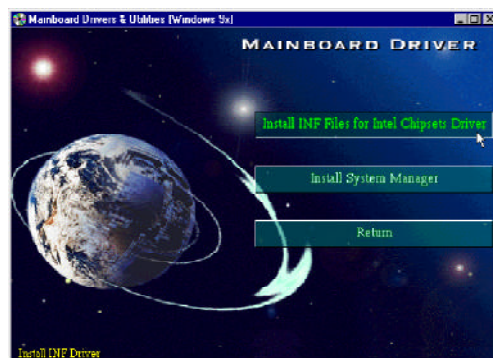 Mainboard Drivers & Utilities [Windows 9x]
MAINBOARD DRIVER
Install INF Files for Intel Chipsets Driver
Install System Manager
Return
Install INF Driver